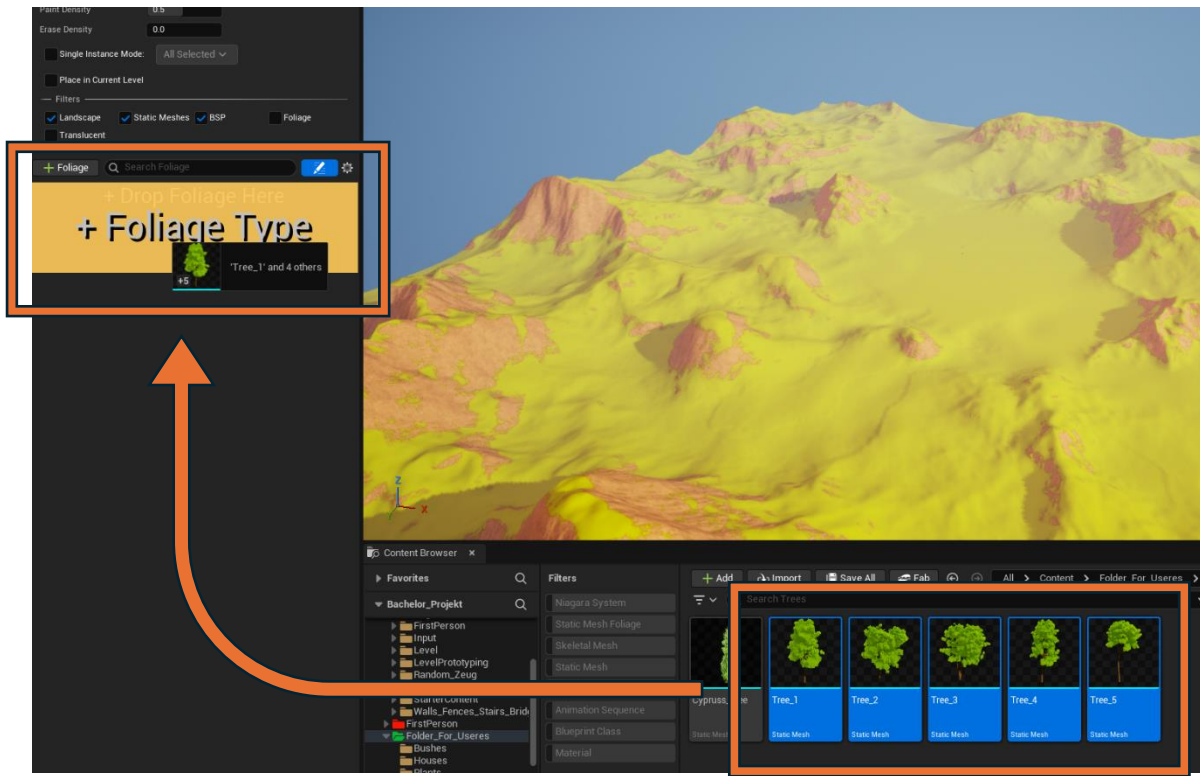 Paint Density
0.5
Erase Density
0.0
Single Instance Mode:
All Selected
Place in Current Level
Filters
Landscape
Static Meshes
BSP
Foliage
Translucent
+ Foliage
Search Foliage
+ Drop Foliage Here
+ Foliage Type
+5
'Tree_1' and 4 others
Z
X
Content Browser
Favorites
Bachelor_Projekt
FirstPerson
Input
Level
LevelPrototyping
Random_Zeug
StarterContent
Walls_Fences_Stairs_Brid
FirstPerson
Folder_For_Useres
Bushes
Houses
Plants
Filters
Niagara System
Static Mesh Foliage
Skeletal Mesh
Static Mesh
Animation Sequence
Blueprint Class
Material
+ Add
Import
Save All
Fab
All > Content > Folder_For_Useres >
Search Trees
Static Mesh
Tree_1
Static Mesh
Tree_2
Static Mesh
Tree_3
Static Mesh
Tree_4
Static Mesh
Tree_5
Static Mesh